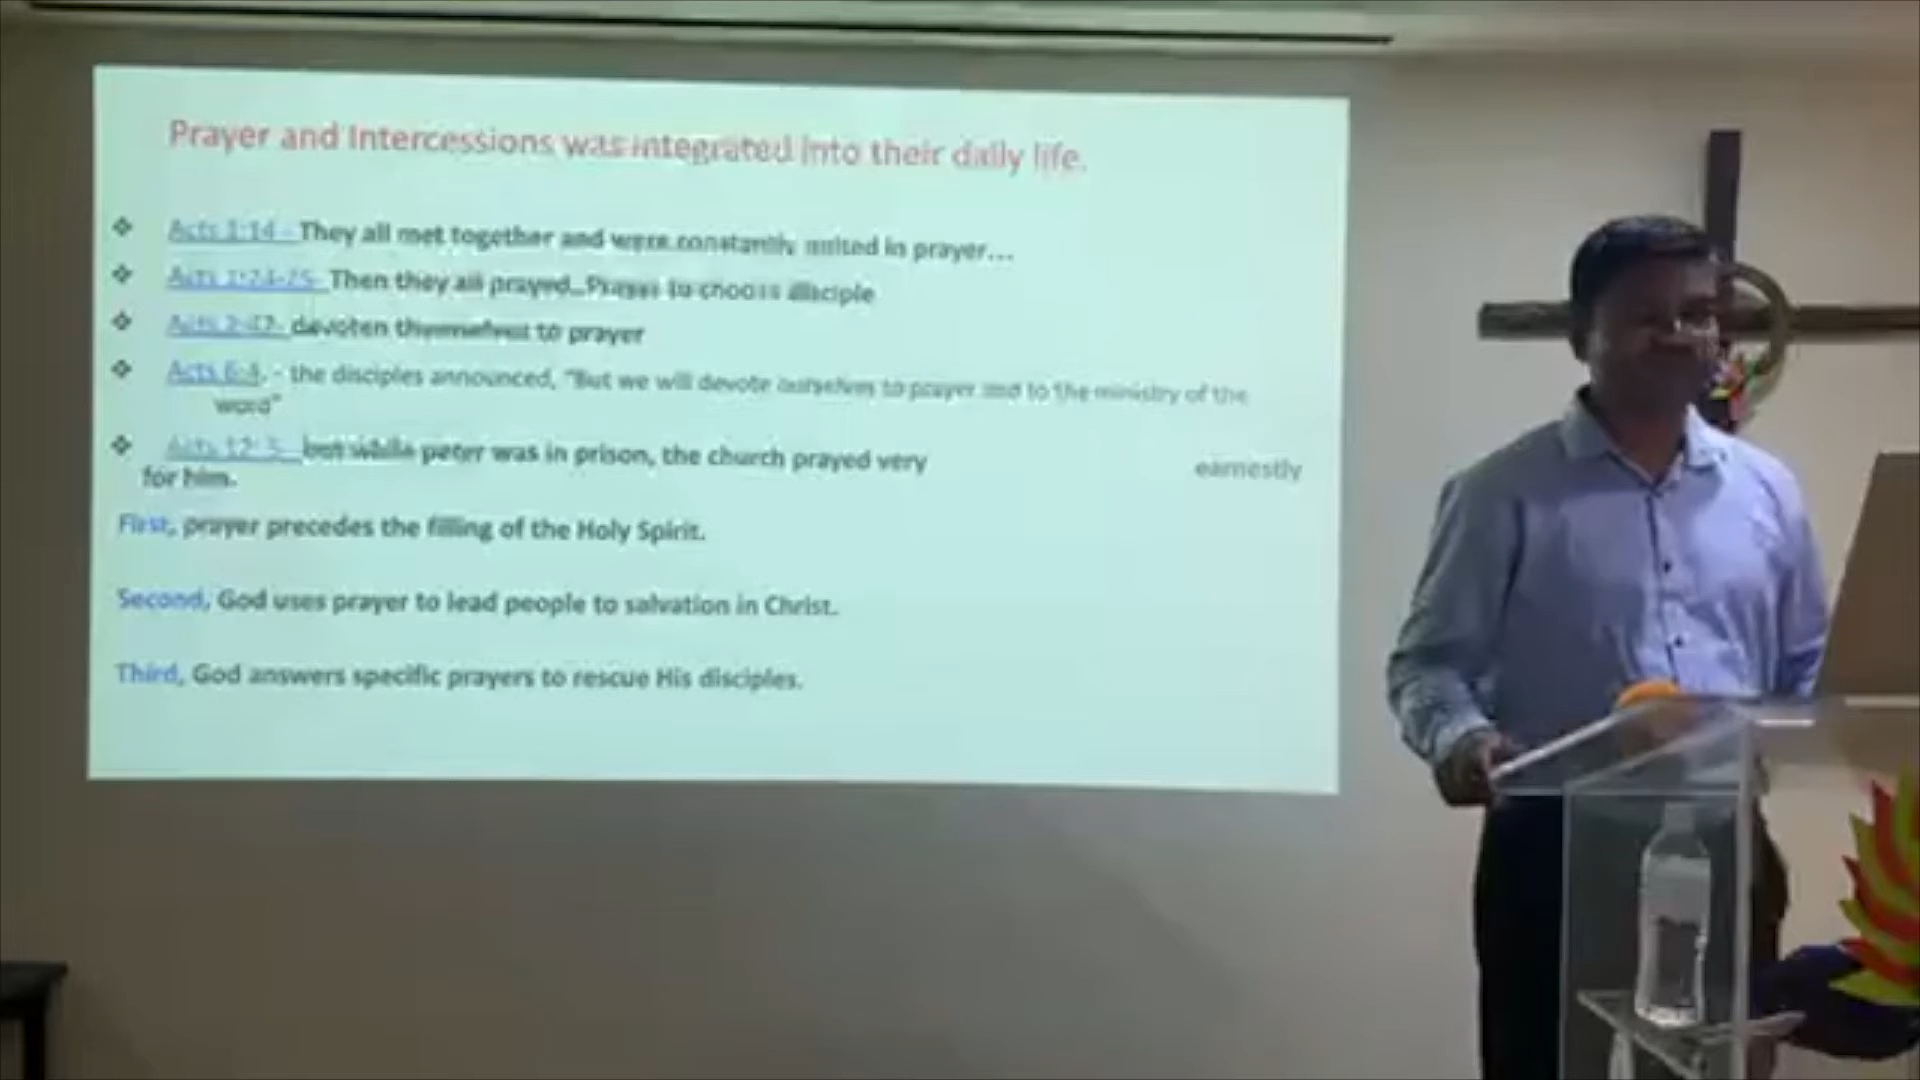 Prayer and Intercessions was integrated into their daily life.
Acts 1:14 - They all met together and were constantly united in prayer...
Acts 1:24-25- Then they all prayed... to choose disciple
Acts 2:42- devoten themselves to prayer
Acts 6:4. - the disciples announced, "But we will devote ourselves to prayer and to the ministry of the
word"
Acts 12: 5- but while peter was in prison, the church prayed very earnestly
for him.
First, prayer precedes the filling of the Holy Spirit.
Second, God uses prayer to lead people to salvation in Christ.
Third, God answers specific prayers to rescue His disciples.